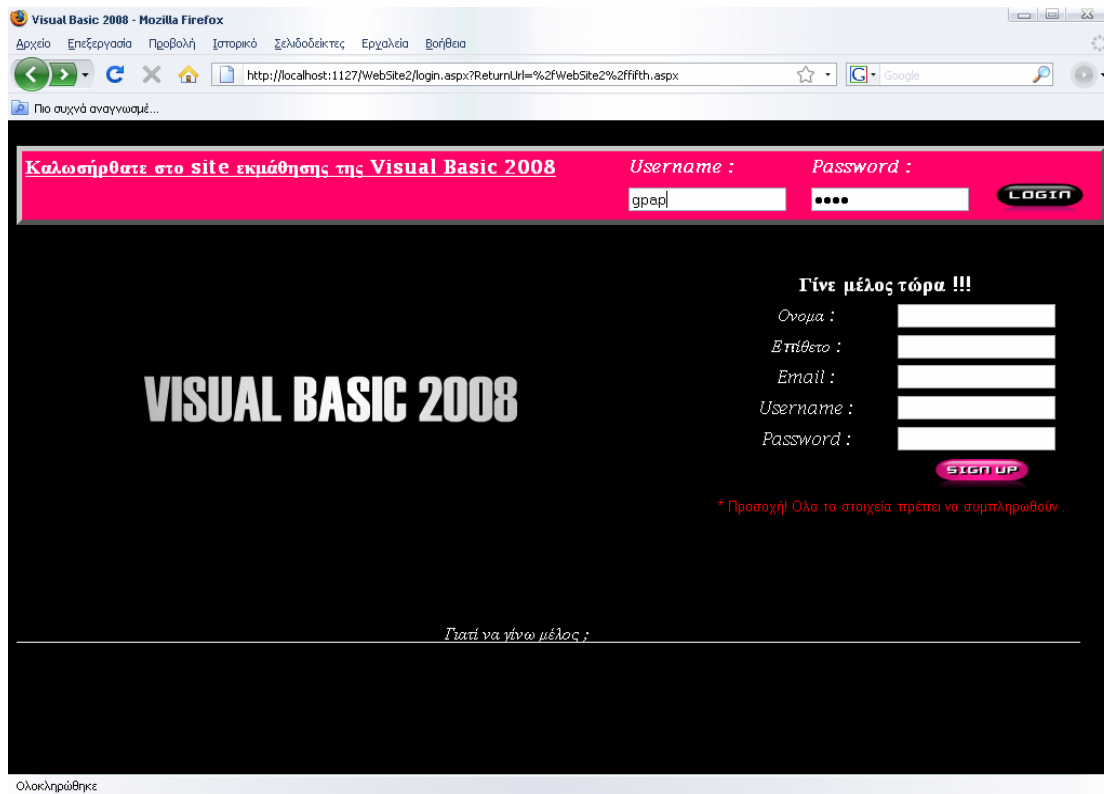 Visual Basic 2008 - Mozilla Firefox
Αρχείο Επεξεργασία Προβολή Ιστορικό Σελιδοδείκτες Εργαλεία Βοήθεια
http://localhost:1127/WebSite2/login.aspx?ReturnUrl=%2fWebSite2%2ffifth.aspx
G Google
Πιο συχνά αναγνωσμέ...
Καλωσήρθατε στο site εκμάθησης της Visual Basic 2008
Username : Password :
gpap ●●●● LOGIN
Γίνε μέλος τώρα !!!
Ονομα :
Επίθετο :
Email :
VISUAL BASIC 2008
Username :
Password :
SIGN UP
* Προσοχή! Ολα τα στοιχεία πρέπει να συμπληρωθούν .
Γιατί να γίνω μέλος ;
Ολοκληρώθηκε